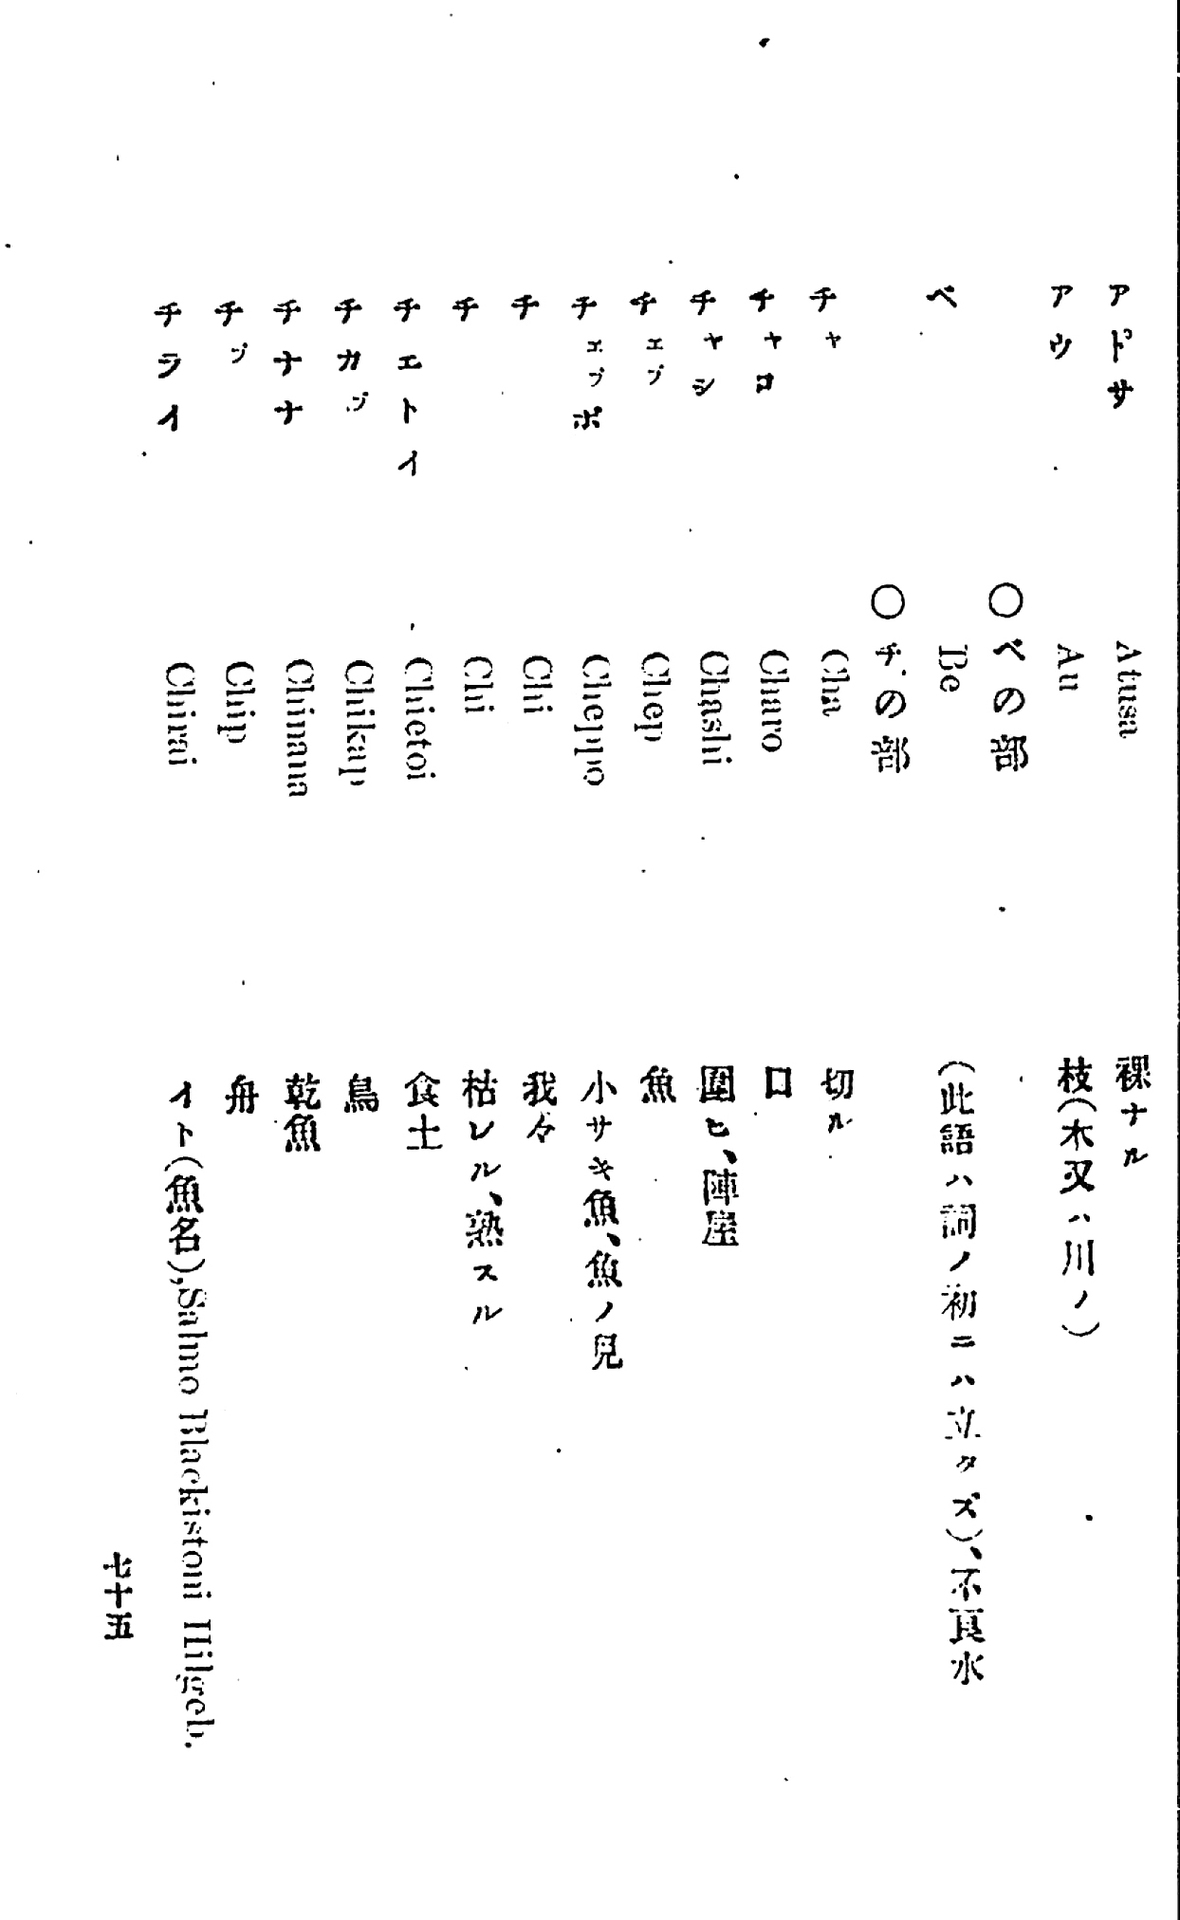 アドサ Atusa 裸ナル
アウ Au 枝(木又ハ川ノ)
〇べの部
ベ Be (此語ハ詞ノ初ニハ立タズ)、不良水
〇チの部
チャ Cha 切ル
チャロ Charo 口
チャシ Chashi 圍ヒ、陣屋
チェプ Chep 魚
チェプポ Cheppo 小サキ魚、魚ノ兒
チ Chi 我々
チ Chi 枯レル、熟スル
チエトイ Chietoi 食土
チカプ Chikap 鳥
チナナ Chinana 乾魚
チプ Chip 舟
チライ Chirai イト(魚名),Salmo Blackistoni Hilgeb.
七十五